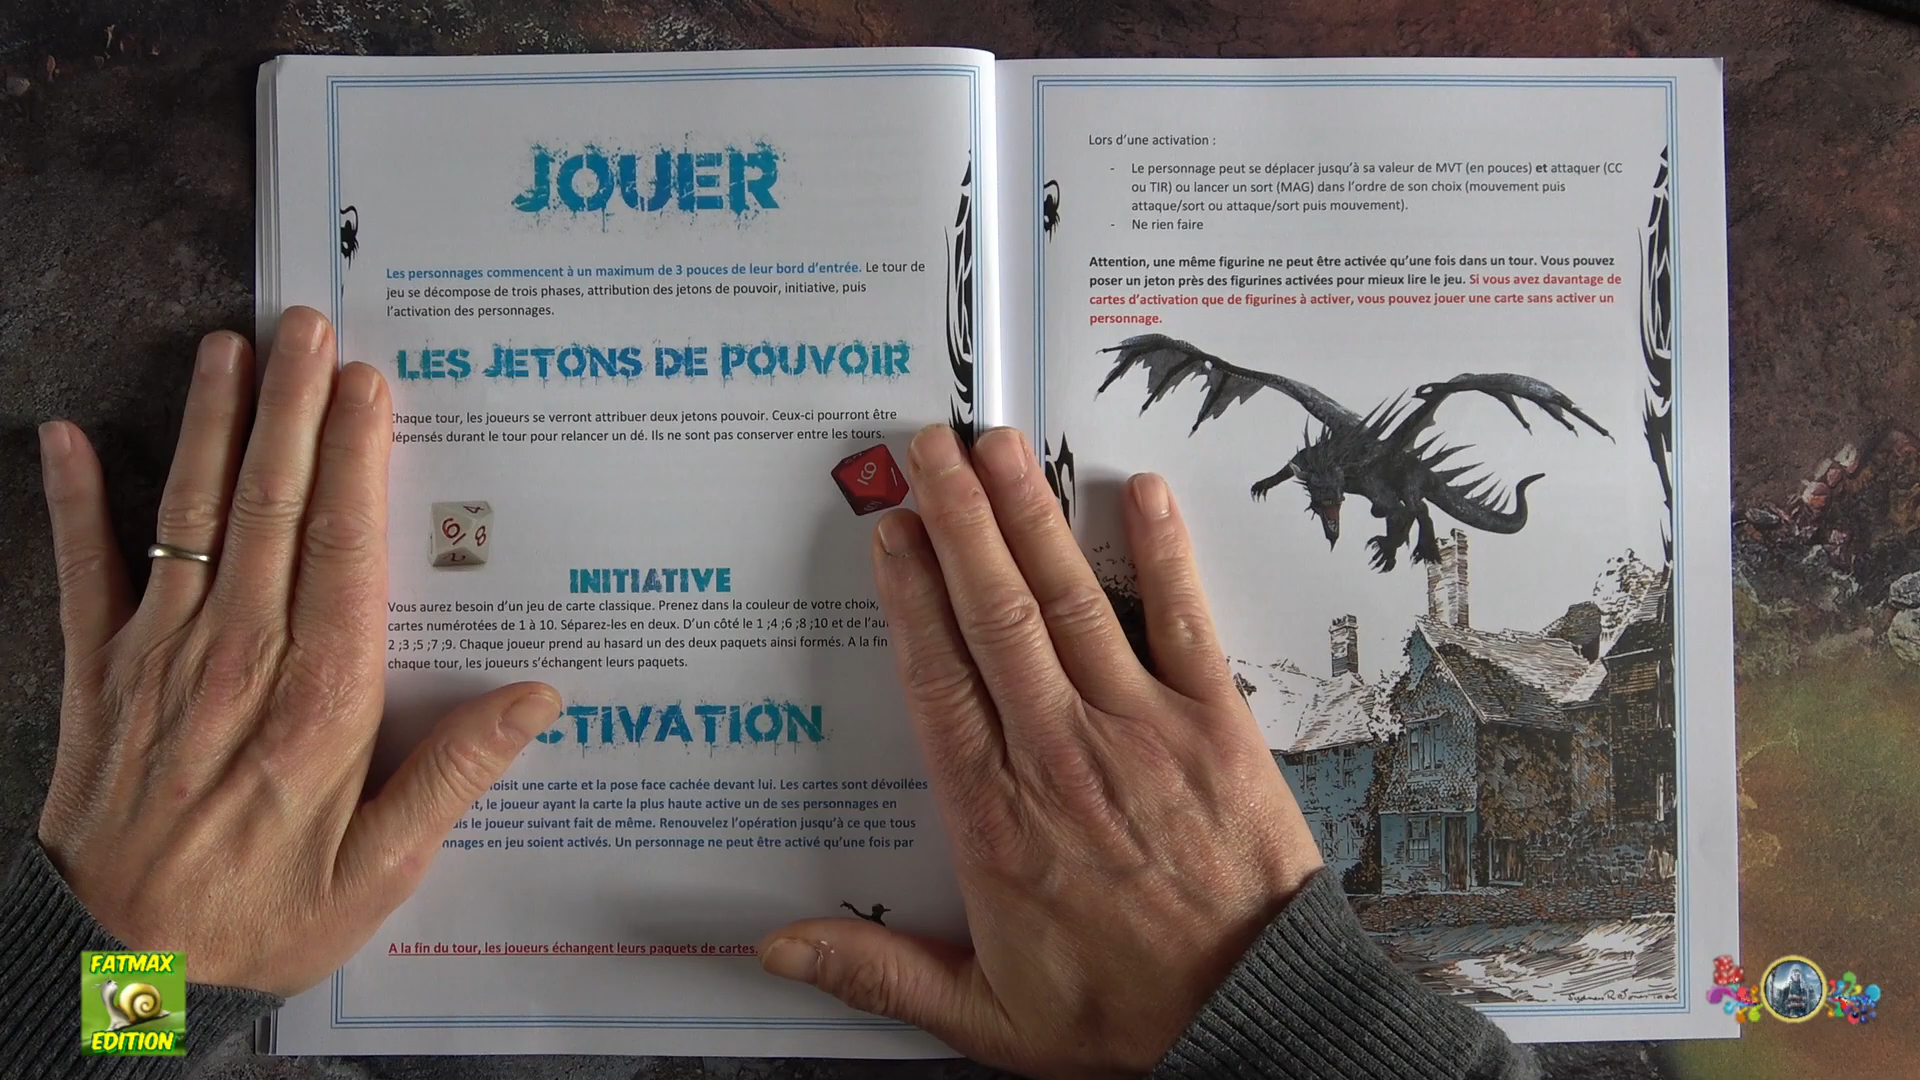 JOUER
Les personnages commencent à un maximum de 3 pouces de leur bord d'entrée. Le tour de
jeu se décompose de trois phases, attribution des jetons de pouvoir, initiative, puis
l'activation des personnages.
LES JETONS DE POUVOIR
Chaque tour, les joueurs se verront attribuer deux jetons pouvoir. Ceux-ci pourront être
dépensés durant le tour pour relancer un dé. Ils ne sont pas conserver entre les tours.
INITIATIVE
Vous aurez besoin d'un jeu de carte classique. Prenez dans la couleur de votre choix,
cartes numérotées de 1 à 10. Séparez-les en deux. D'un côté le 1 ;4 ;6 ;8 ;10 et de
2 ;3 ;5 ;7 ;9. Chaque joueur prend au hasard un des deux paquets ainsi formés. A la fin
chaque tour, les joueurs s'échangent leurs paquets.
CTIVATION
une carte et la pose face cachée devant lui. Les cartes sont dévoilées
le joueur ayant la carte la plus haute active un de ses personnages en
le joueur suivant fait de même. Renouvelez l'opération jusqu'à ce que tous
en jeu soient activés. Un personnage ne peut être activé qu'une fois par
A la fin du tour, les joueurs échangent leurs paquets de cartes.
Lors d'une activation :
- Le personnage peut se déplacer jusqu'à sa valeur de MVT (en pouces) et attaquer (CC
ou TIR) ou lancer un sort (MAG) dans l'ordre de son choix (mouvement puis
attaque/sort ou attaque/sort puis mouvement).
- Ne rien faire
Attention, une même figurine ne peut être activée qu'une fois dans un tour. Vous pouvez
poser un jeton près des figurines activées pour mieux lire le jeu. Si vous avez davantage de
cartes d'activation que de figurines à activer, vous pouvez jouer une carte sans activer un
personnage.
FATMAX
EDITION